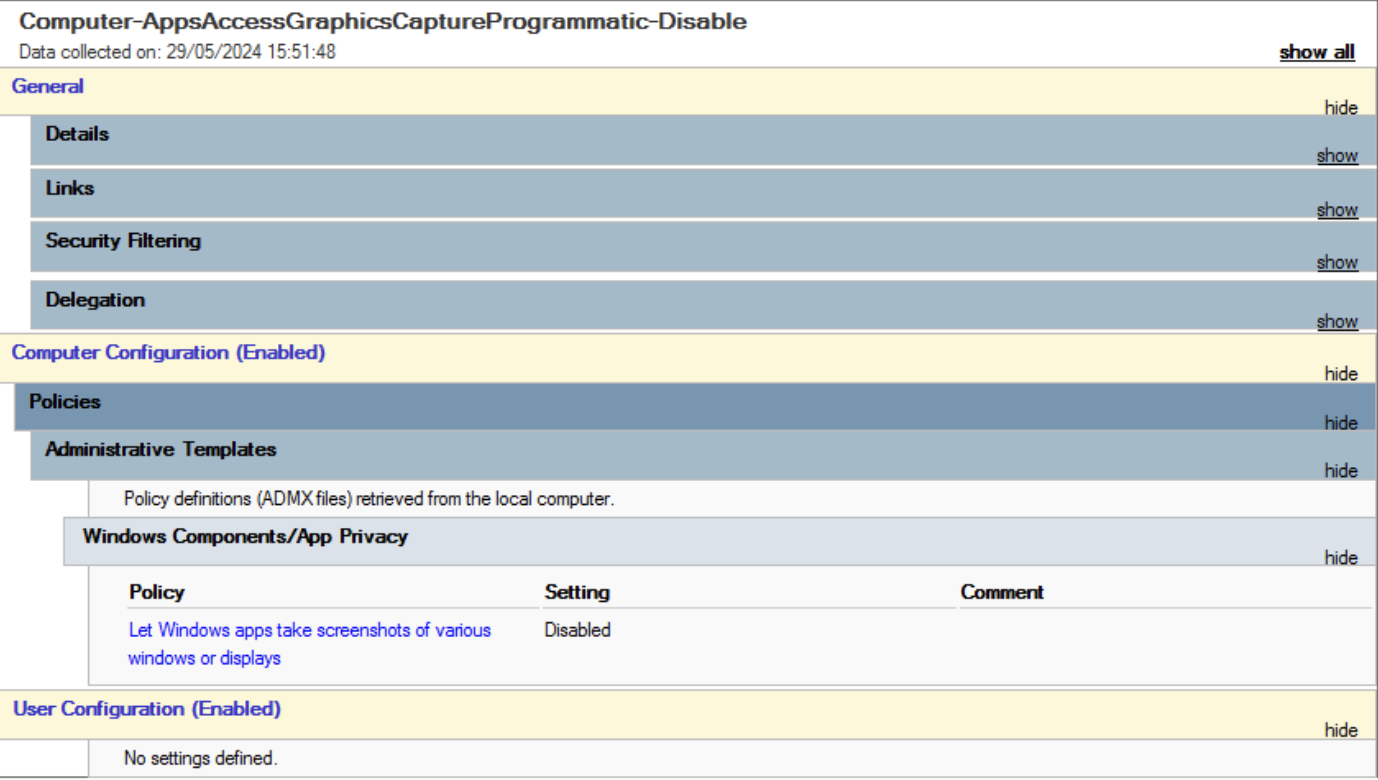 Computer-AppsAccessGraphicsCaptureProgrammatic-Disable
Data collected on: 29/05/2024 15:51:48
show all
General
hide
Details
show
Links
show
Security Filtering
show
Delegation
show
Computer Configuration (Enabled)
hide
Policies
hide
Administrative Templates
hide
Policy definitions (ADMX files) retrieved from the local computer.
Windows Components/App Privacy
hide
Policy Setting Comment
Let Windows apps take screenshots of various Disabled
windows or displays
User Configuration (Enabled)
hide
No settings defined.